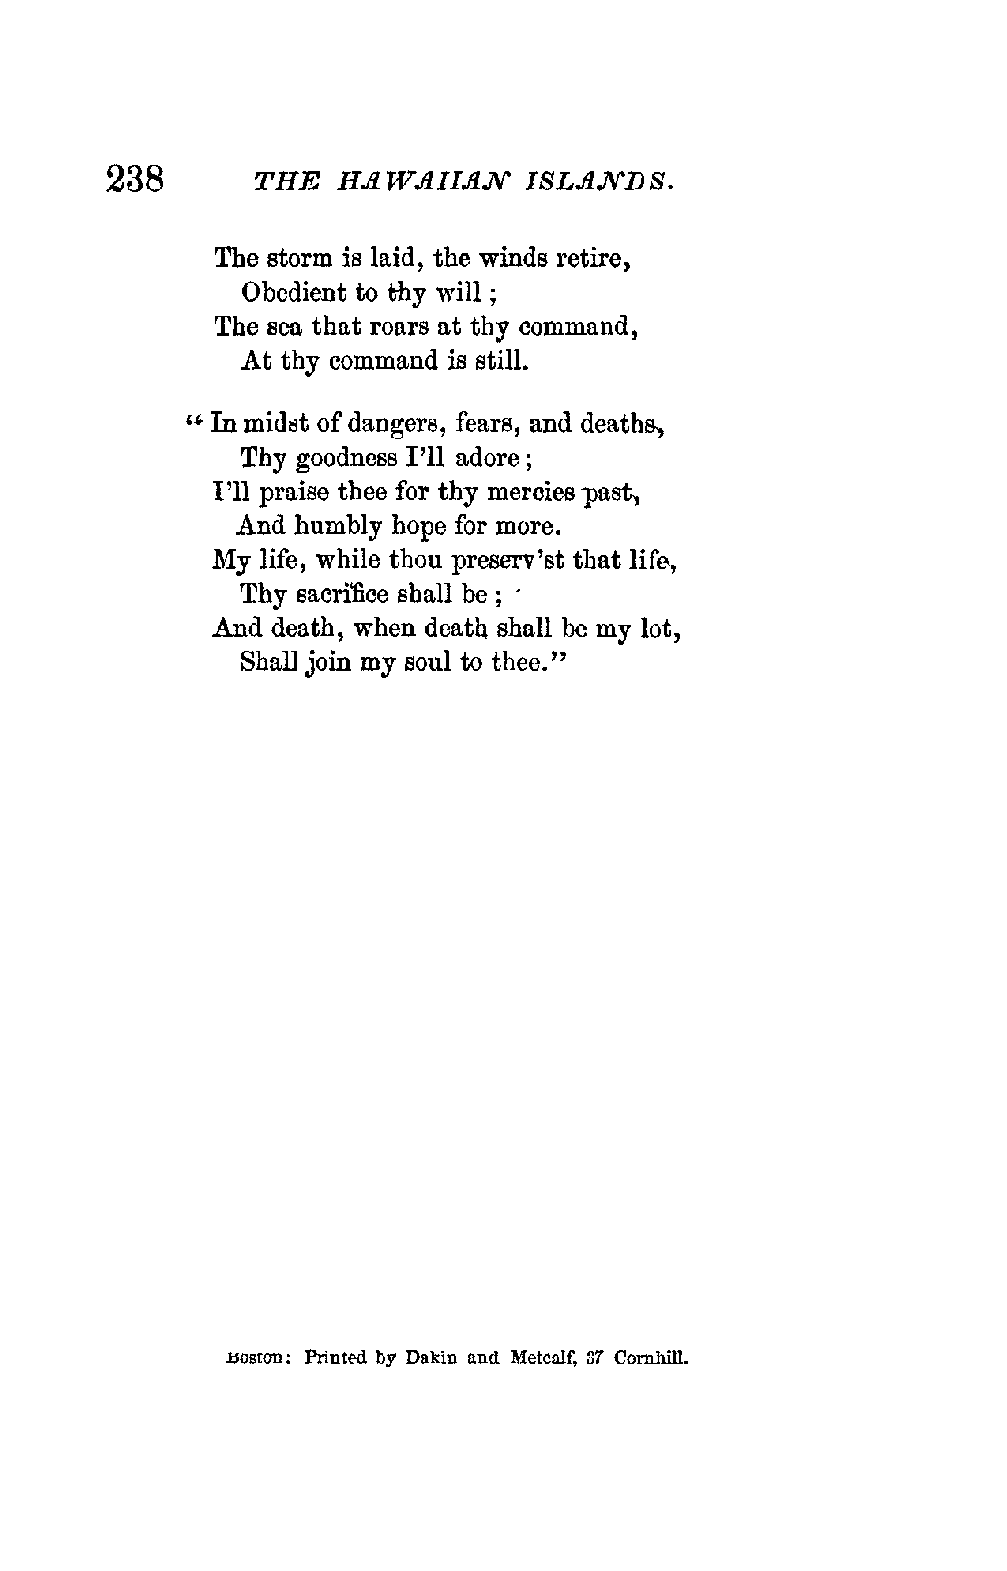 238 THE HAWAIIAN ISLANDS.
The storm is laid, the winds retire,
Obedient to thy will ;
The sea that roars at thy command,
At thy command is still.
“ In midst of dangers, fears, and deaths,
Thy goodness I’ll adore ;
I’ll praise thee for thy mercies past,
And humbly hope for more.
My life, while thou preserv’st that life,
Thy sacrifice shall be ;
And death, when death shall be my lot,
Shall join my soul to thee.”
Boston: Printed by Dakin and Metcalf, 37 Cornhill.